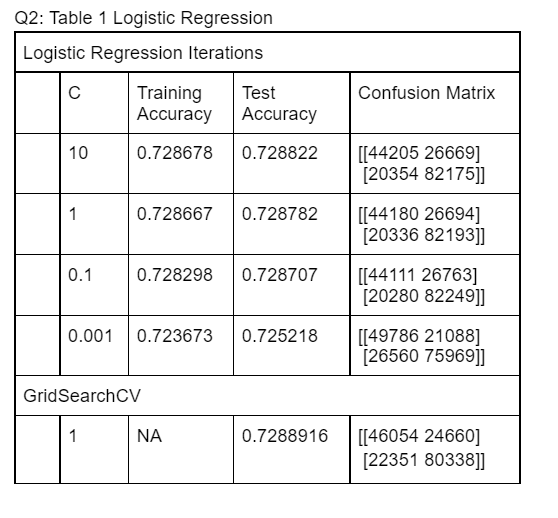 Q2: Table 1 Logistic Regression
Logistic Regression Iterations
C Training Accuracy Test Accuracy Confusion Matrix
10 0.728678 0.728822 [[44205 26669]
[20354 82175]]
1 0.728667 0.728782 [[44180 26694]
[20336 82193]]
0.1 0.728298 0.728707 [[44111 26763]
[20280 82249]]
0.001 0.723673 0.725218 [[49786 21088]
[26560 75969]]
GridSearchCV
1 NA 0.7288916 [[46054 24660]
[22351 80338]]